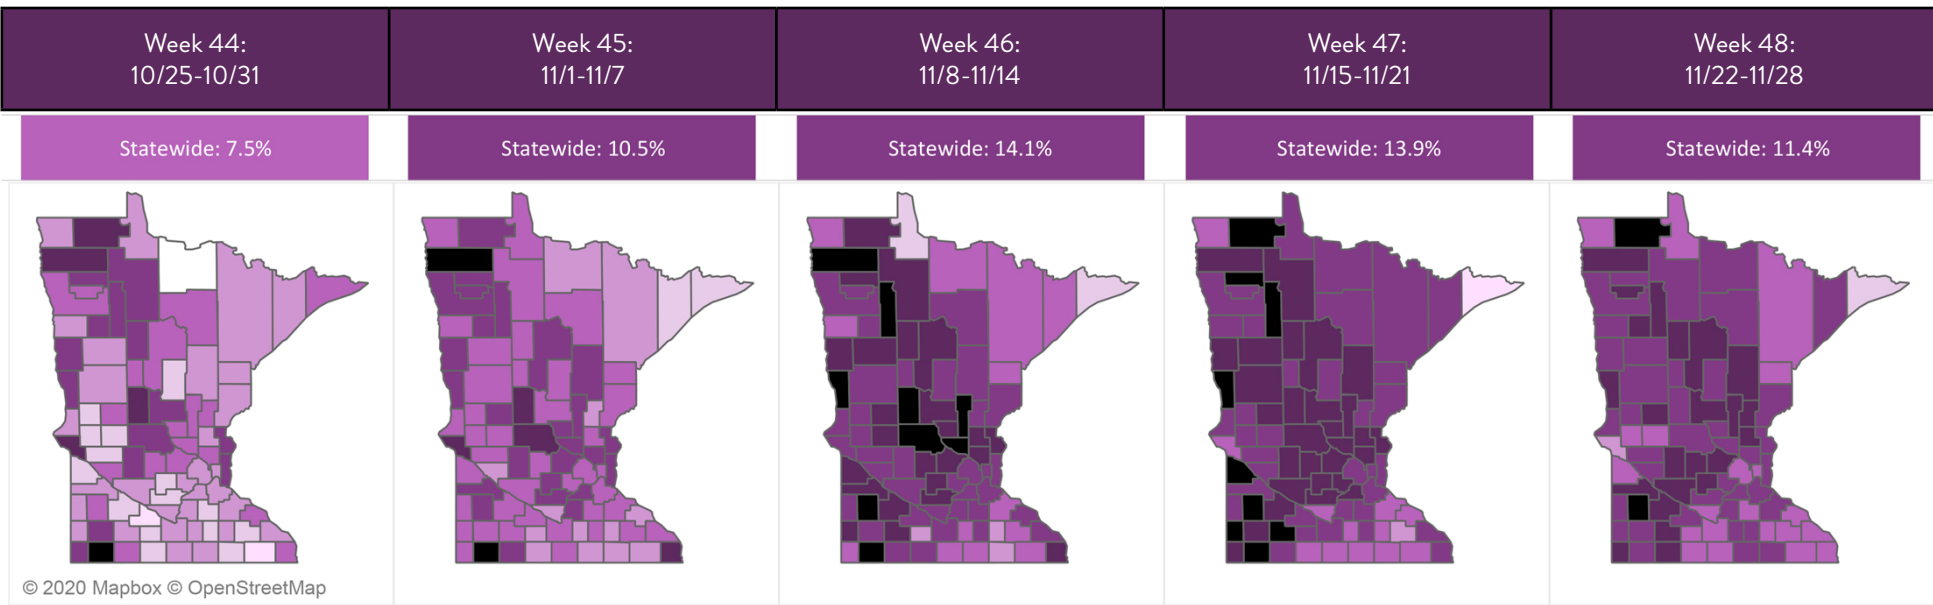 Week 44:
10/25-10/31
Week 45:
11/1-11/7
Week 46:
11/8-11/14
Week 47:
11/15-11/21
Week 48:
11/22-11/28
Statewide: 7.5%
Statewide: 10.5%
Statewide: 14.1%
Statewide: 13.9%
Statewide: 11.4%
© 2020 Mapbox © OpenStreetMap